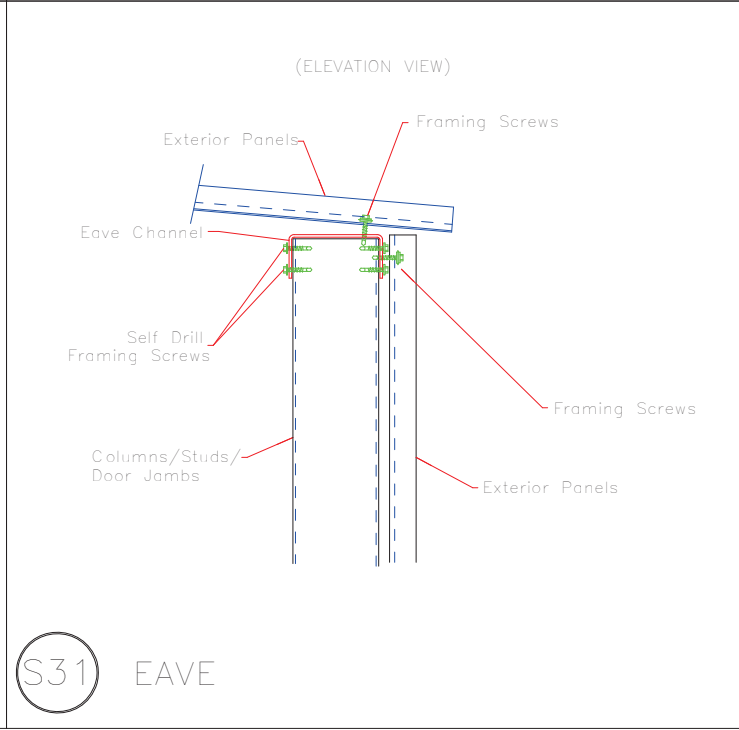 (ELEVATION VIEW)
Framing Screws
Exterior Panels
Eave Channel
Self Drill
Framing Screws
Framing Screws
Columns/Studs/
Door Jambs
Exterior Panels
S31 EAVE